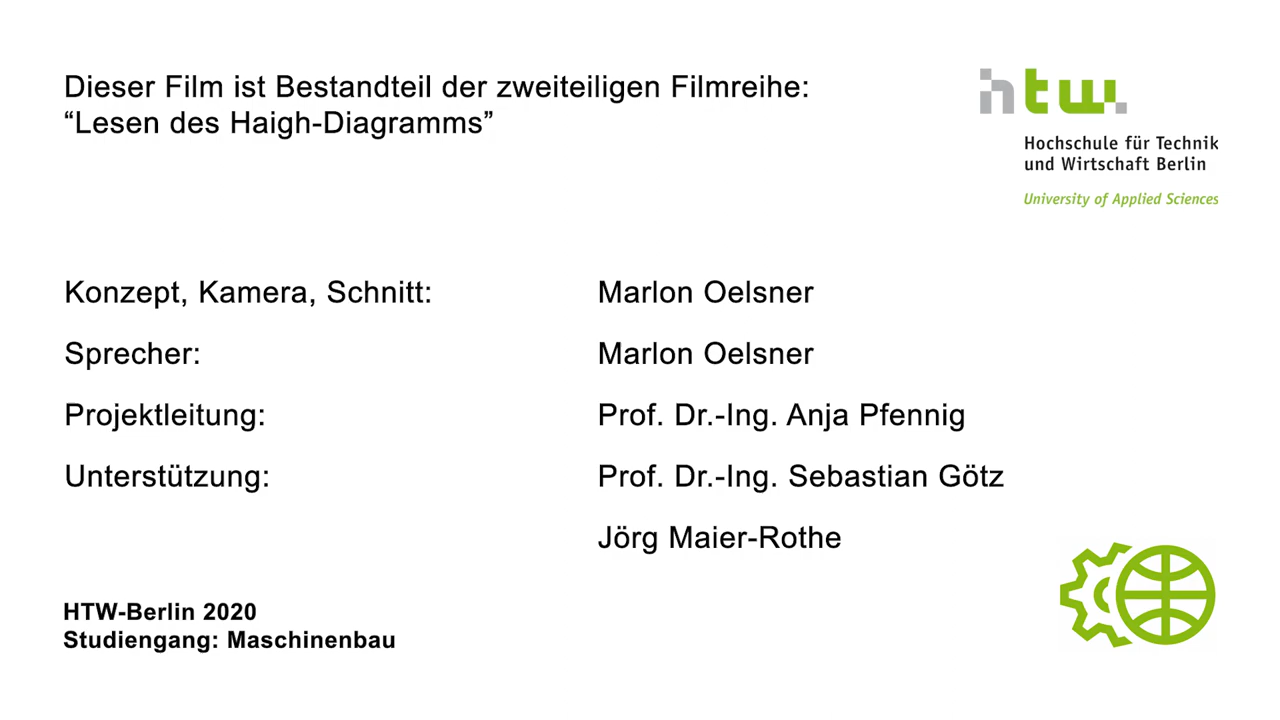 Dieser Film ist Bestandteil der zweiteiligen Filmreihe:
“Lesen des Haigh-Diagramms”
htw.
Hochschule für Technik
und Wirtschaft Berlin
University of Applied Sciences
Konzept, Kamera, Schnitt: Marlon Oelsner
Sprecher: Marlon Oelsner
Projektleitung: Prof. Dr.-Ing. Anja Pfennig
Unterstützung: Prof. Dr.-Ing. Sebastian Götz
Jörg Maier-Rothe
HTW-Berlin 2020
Studiengang: Maschinenbau